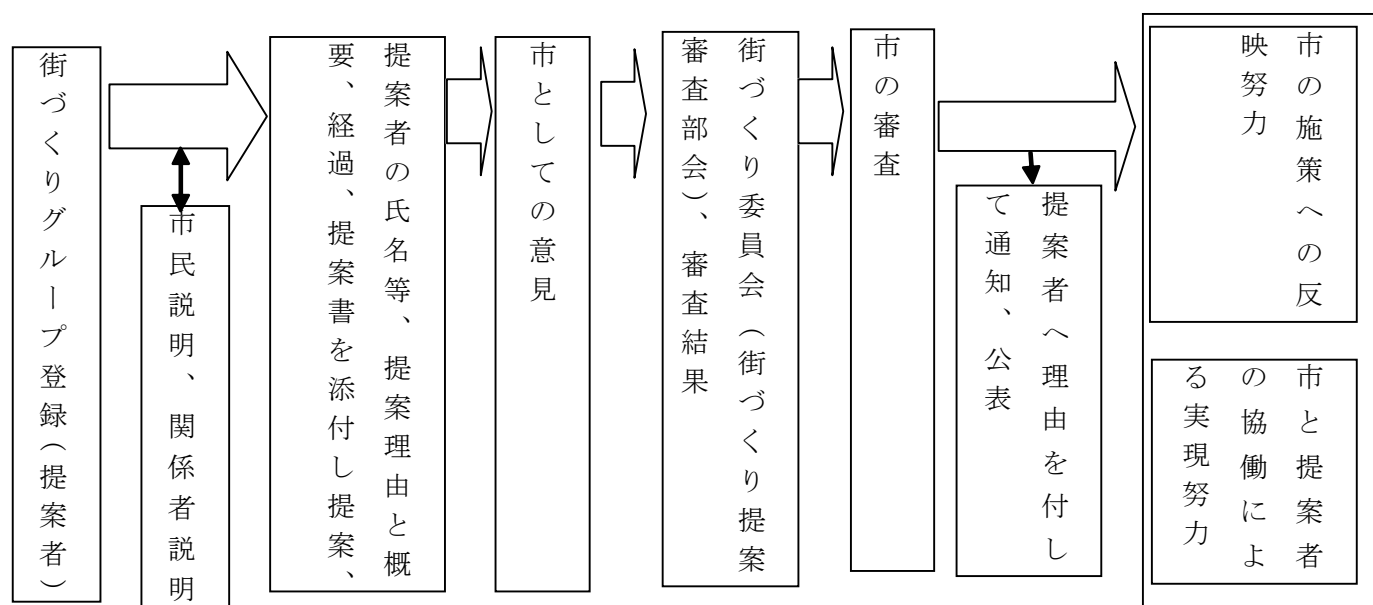 街づくりグループ登録（提案者）
市民説明、関係者説明
提案者の氏名等、提案理由と概
要、経過、提案書を添付し提案、
市としての意見
街づくり委員会（街づくり提案
審査部会）、審査結果
市の審査
提案者へ理由を付し
て通知、公表
市の施策への反
映努力
市と提案者
の協働によ
る実現努力